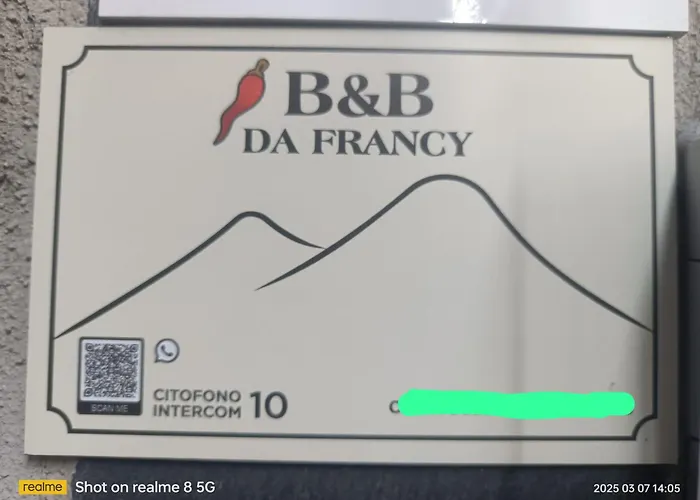 B&B
DA FRANCY
SCAN ME
CITOFONO
INTERCOM 10
realme Shot on realme 8 5G
2025 03 07 14:05